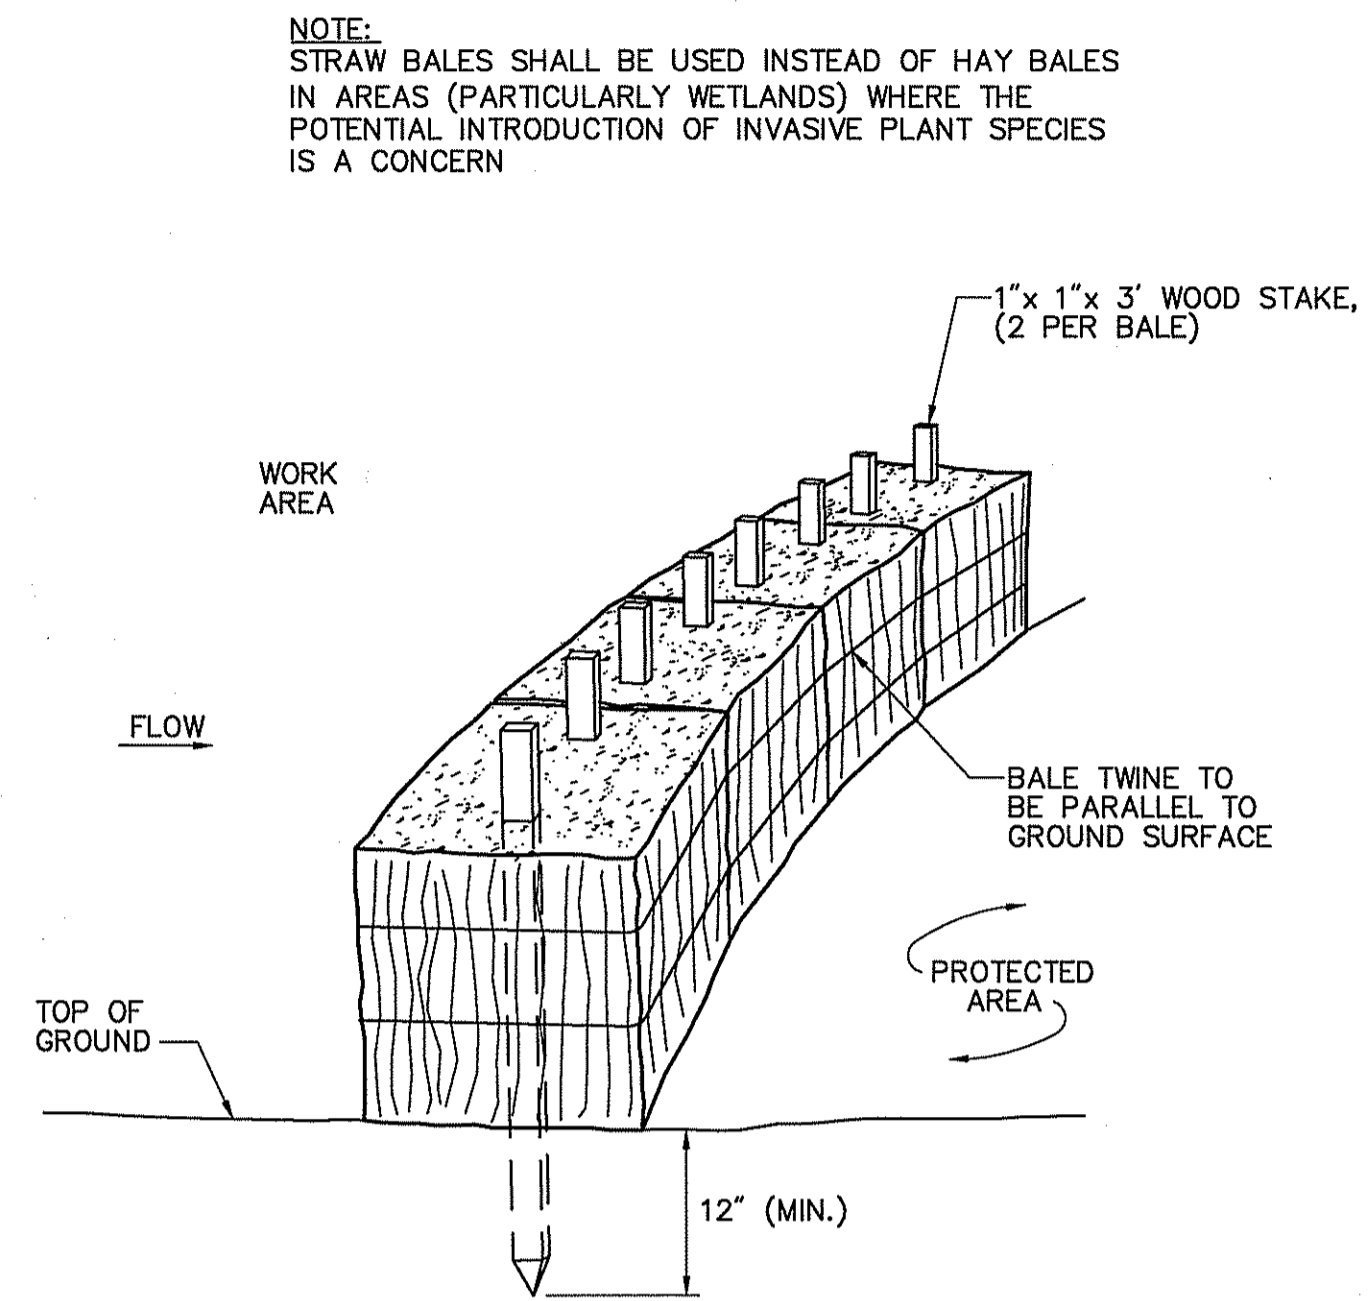 NOTE:
STRAW BALES SHALL BE USED INSTEAD OF HAY BALES
IN AREAS (PARTICULARLY WETLANDS) WHERE THE
POTENTIAL INTRODUCTION OF INVASIVE PLANT SPECIES
IS A CONCERN
1"x 1"x 3' WOOD STAKE,
(2 PER BALE)
WORK
AREA
FLOW
BALE TWINE TO
BE PARALLEL TO
GROUND SURFACE
PROTECTED
AREA
TOP OF
GROUND
12" (MIN.)